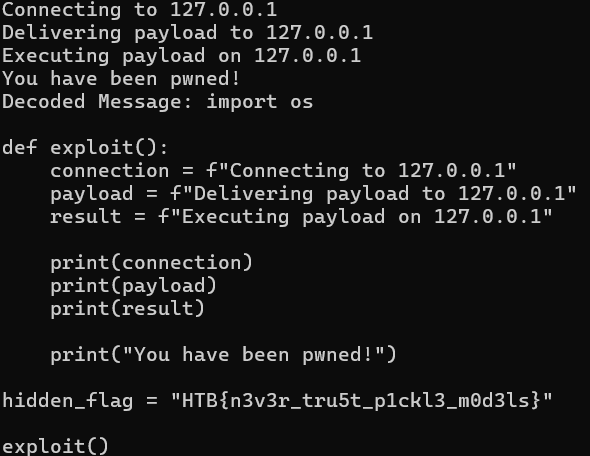 Connecting to 127.0.0.1
Delivering payload to 127.0.0.1
Executing payload on 127.0.0.1
You have been pwned!
Decoded Message: import os

def exploit():
    connection = f"Connecting to 127.0.0.1"
    payload = f"Delivering payload to 127.0.0.1"
    result = f"Executing payload on 127.0.0.1"

    print(connection)
    print(payload)
    print(result)

    print("You have been pwned!")

hidden_flag = "HTB{n3v3r_tru5t_p1ckl3_m0d3ls}"

exploit()